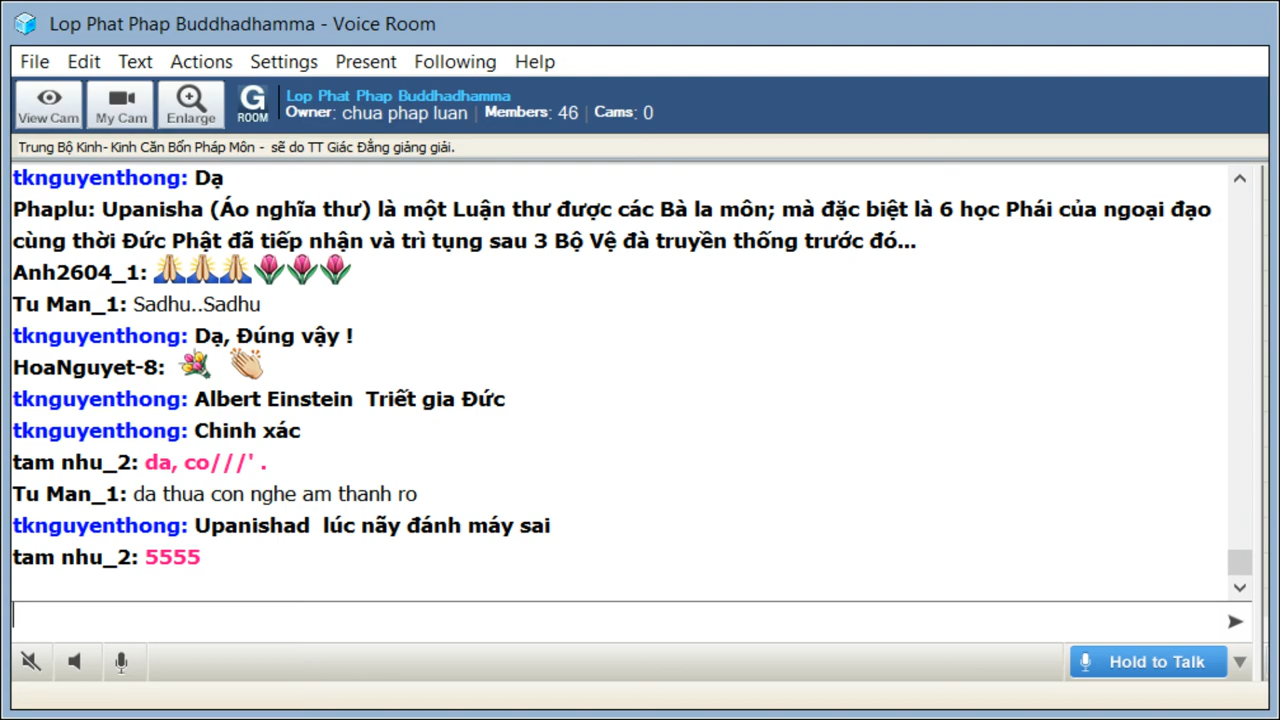 Lop Phat Phap Buddhadhamma - Voice Room
File Edit Text Actions Settings Present Following Help
View Cam My Cam Enlarge G ROOM Lop Phat Phap Buddhadhamma
Owner: chua phap luan | Members: 46 | Cams: 0
Trung Bộ Kinh- Kinh Căn Bổn Pháp Môn - sẽ do TT Giác Đẳng giảng giải.
tknguyenthong: Dạ
Phaplu: Upanisha (Áo nghĩa thư) là một Luận thư được các Bà la môn; mà đặc biệt là 6 học Phái của ngoại đạo
cùng thời Đức Phật đã tiếp nhận và trì tụng sau 3 Bộ Vệ đà truyền thống trước đó...
Anh2604_1: 🙏🙏🙏🌷🌷🌷
Tu Man_1: Sadhu..Sadhu
tknguyenthong: Dạ, Đúng vậy !
HoaNguyet-8: 💐 👏
tknguyenthong: Albert Einstein  Triết gia Đức
tknguyenthong: Chinh xác
tam nhu_2: da, co///' .
Tu Man_1: da thua con nghe am thanh ro
tknguyenthong: Upanishad  lúc nãy đánh máy sai
tam nhu_2: 5555
Hold to Talk